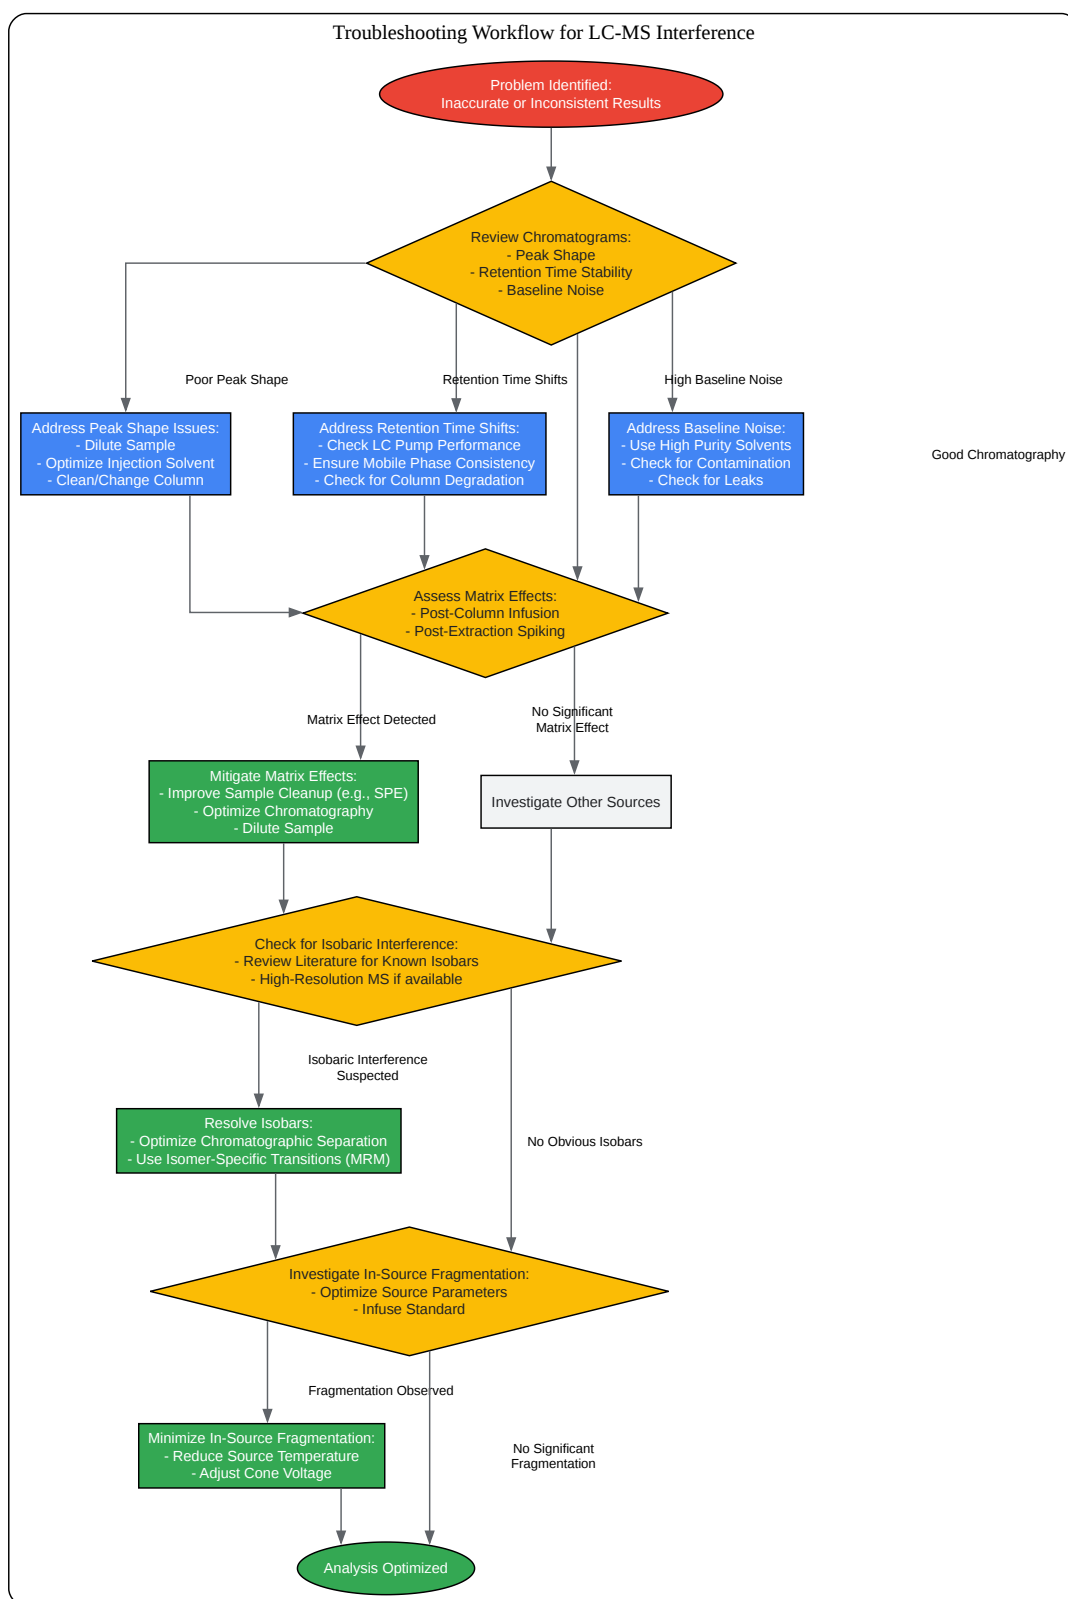 Troubleshooting Workflow for LC-MS Interference
Problem Identified:
Inaccurate or Inconsistent Results
Review Chromatograms:
- Peak Shape
- Retention Time Stability
- Baseline Noise
Poor Peak Shape
Retention Time Shifts
High Baseline Noise
Good Chromatography
Address Peak Shape Issues:
- Dilute Sample
- Optimize Injection Solvent
- Clean/Change Column
Address Retention Time Shifts:
- Check LC Pump Performance
- Ensure Mobile Phase Consistency
- Check for Column Degradation
Address Baseline Noise:
- Use High Purity Solvents
- Check for Contamination
- Check for Leaks
Assess Matrix Effects:
- Post-Column Infusion
- Post-Extraction Spiking
Matrix Effect Detected
No Significant
Matrix Effect
Mitigate Matrix Effects:
- Improve Sample Cleanup (e.g., SPE)
- Optimize Chromatography
- Dilute Sample
Investigate Other Sources
Check for Isobaric Interference:
- Review Literature for Known Isobars
- High-Resolution MS if available
Isobaric Interference
Suspected
No Obvious Isobars
Resolve Isobars:
- Optimize Chromatographic Separation
- Use Isomer-Specific Transitions (MRM)
Investigate In-Source Fragmentation:
- Optimize Source Parameters
- Infuse Standard
Fragmentation Observed
No Significant
Fragmentation
Minimize In-Source Fragmentation:
- Reduce Source Temperature
- Adjust Cone Voltage
Analysis Optimized